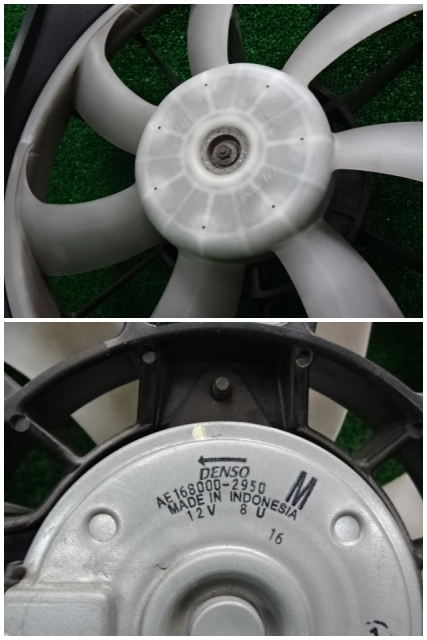 DENSO
M
AE168000-2950
MADE IN INDONESIA
12V 8 U
16